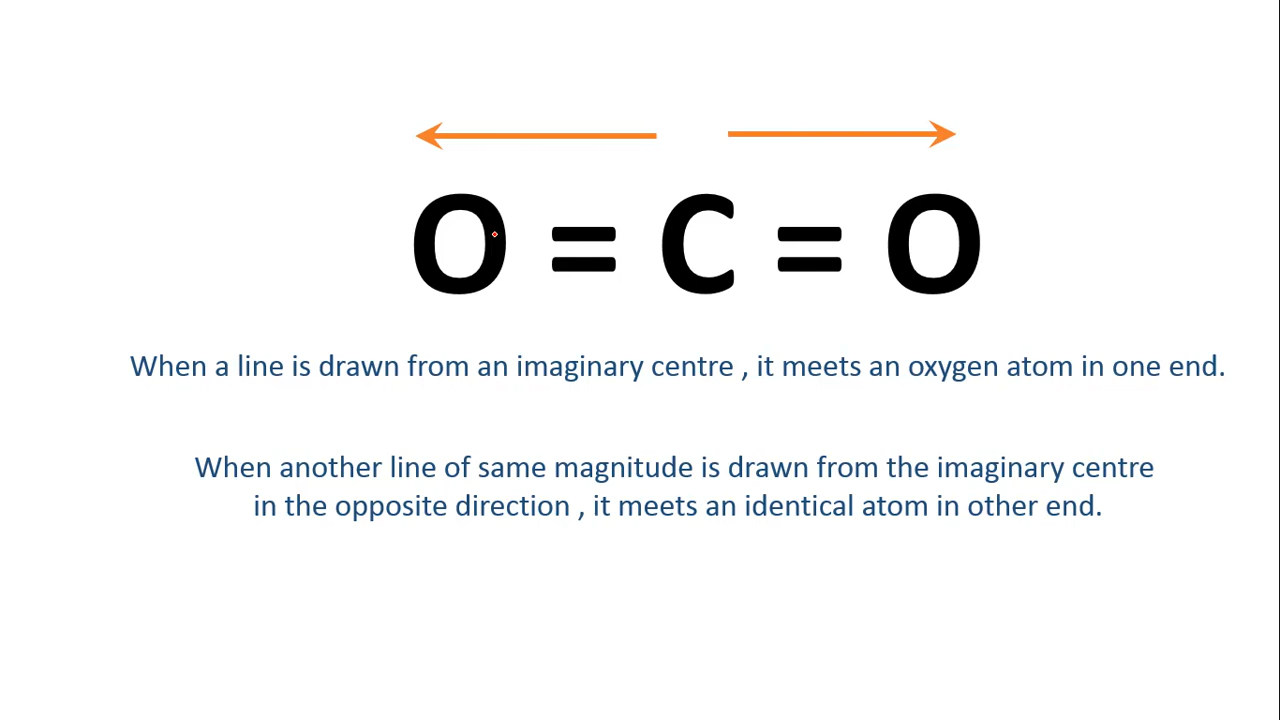 O = C = O
When a line is drawn from an imaginary centre , it meets an oxygen atom in one end.
When another line of same magnitude is drawn from the imaginary centre
in the opposite direction , it meets an identical atom in other end.